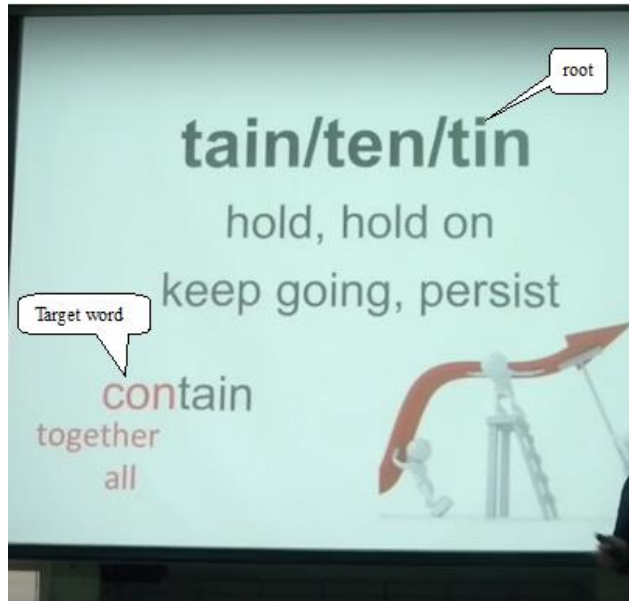 root
tain/ten/tin
hold, hold on
keep going, persist
Target word
contain
together
all